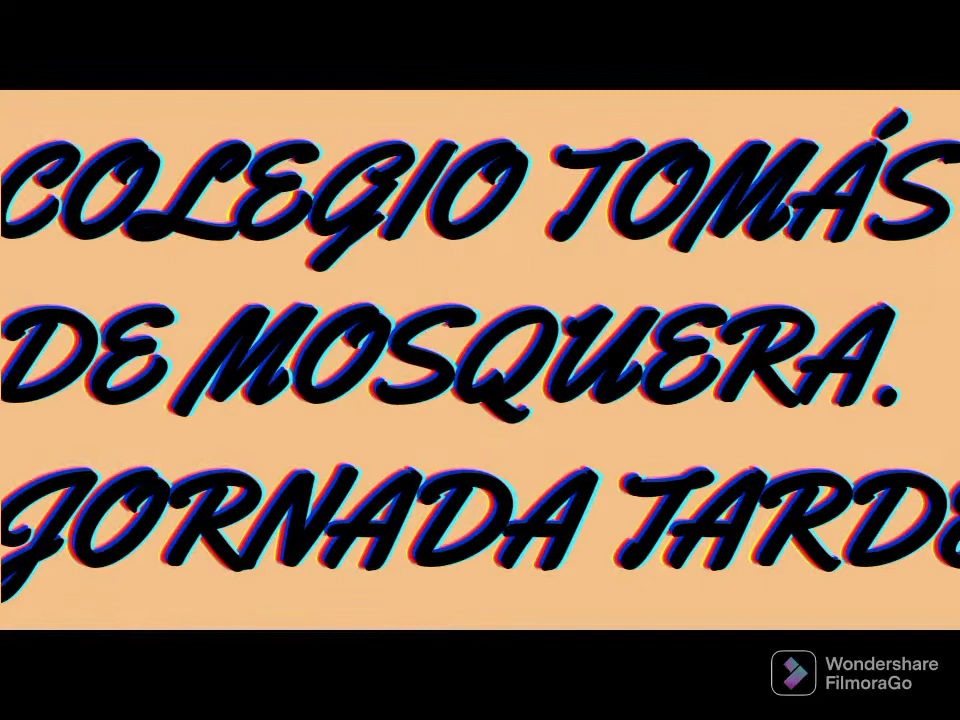 COLEGIO TOMÁS
DE MOSQUERA.
JORNADA TARDE
Wondershare
FilmoraGo